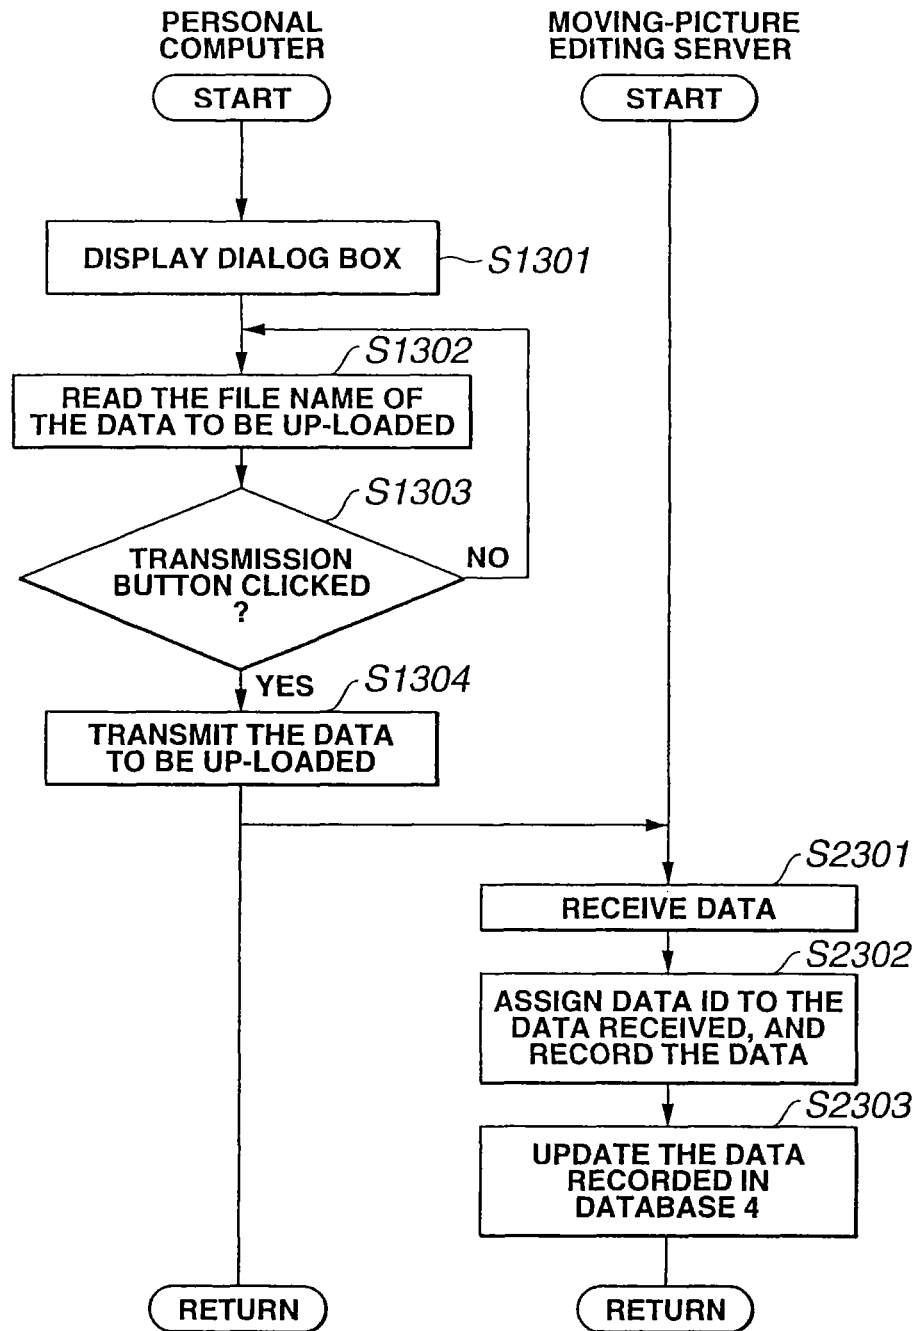 PERSONAL
COMPUTER
MOVING-PICTURE
EDITING SERVER
START
START
DISPLAY DIALOG BOX
S1301
S1302
READ THE FILE NAME OF
THE DATA TO BE UP-LOADED
S1303
TRANSMISSION
BUTTON CLICKED
?
NO
YES
S1304
TRANSMIT THE DATA
TO BE UP-LOADED
S2301
RECEIVE DATA
S2302
ASSIGN DATA ID TO THE
DATA RECEIVED, AND
RECORD THE DATA
S2303
UPDATE THE DATA
RECORDED IN
DATABASE 4
RETURN
RETURN